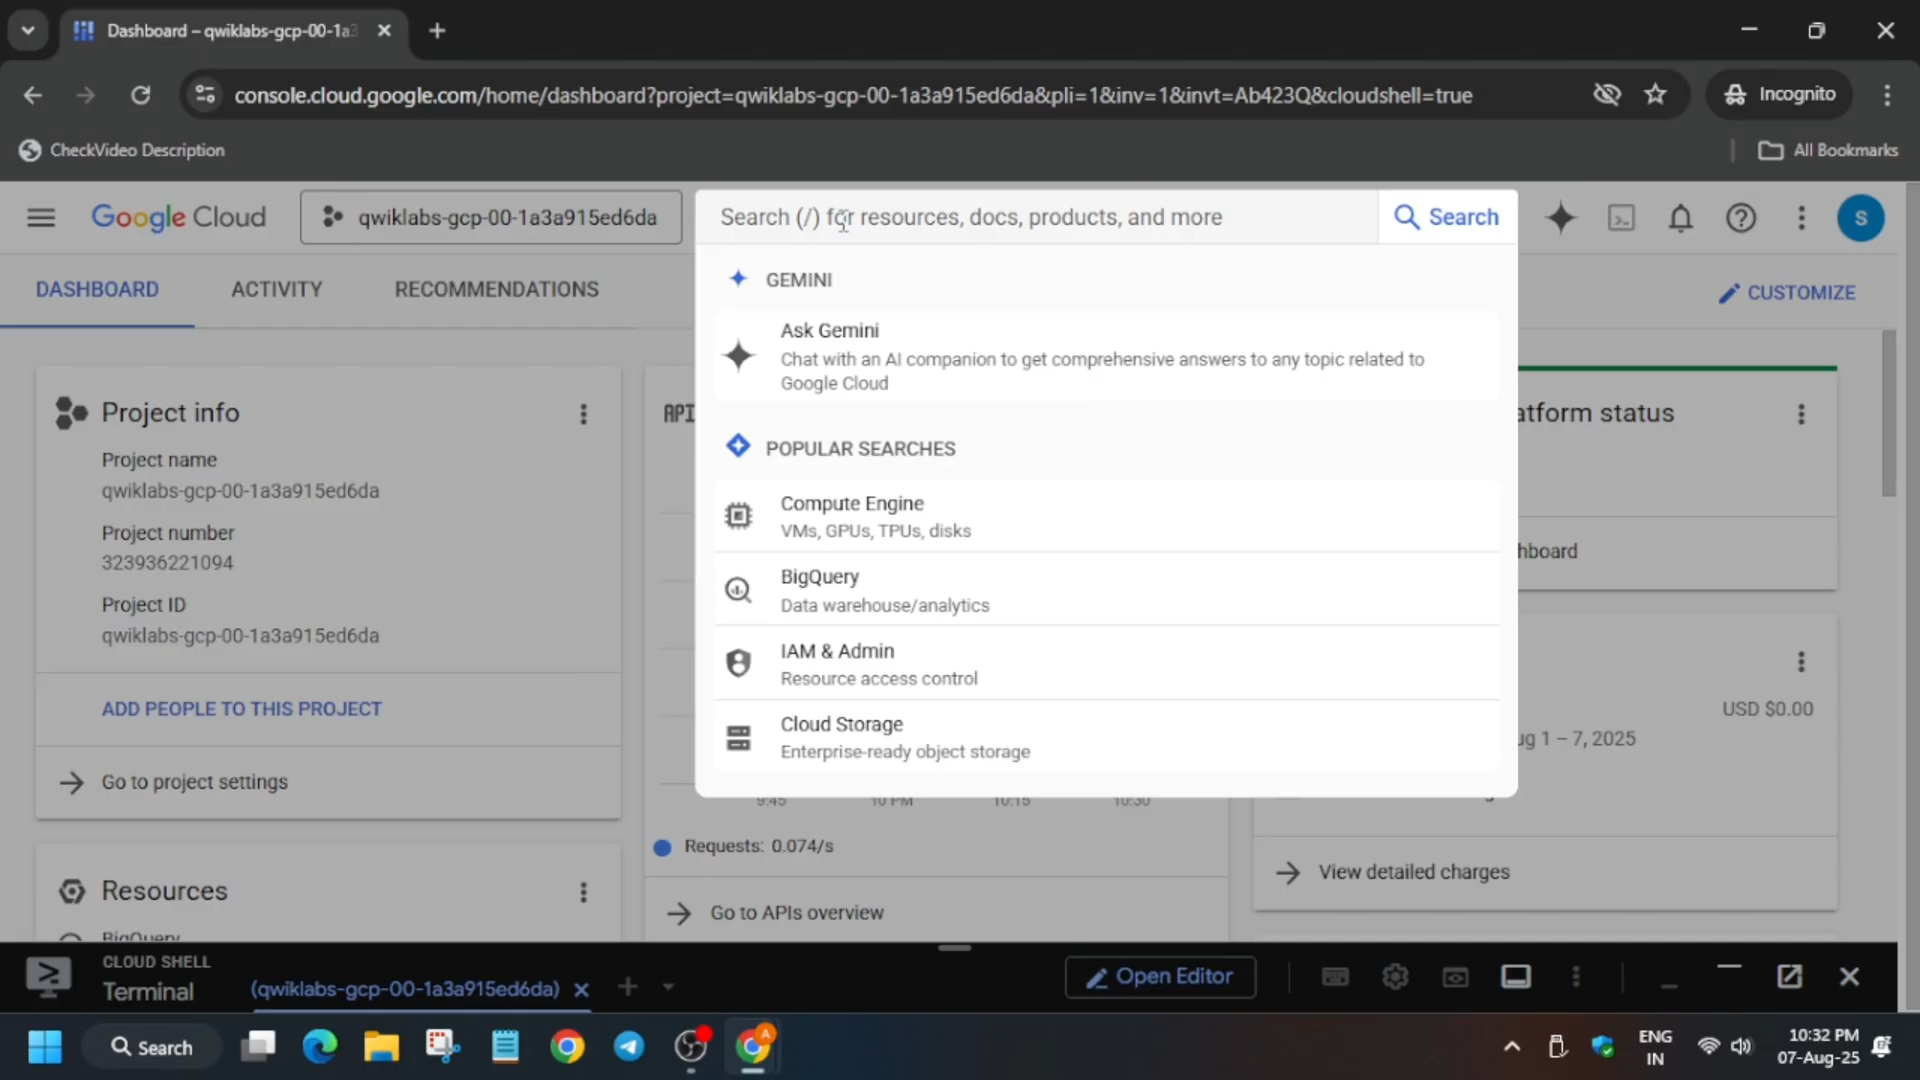 Dashboard – qwiklabs-gcp-00-1a3
console.cloud.google.com/home/dashboard?project=qwiklabs-gcp-00-1a3a915ed6da&pli=1&inv=1&invt=Ab423Q&cloudshell=true
Incognito
CheckVideo Description
All Bookmarks
Google Cloud
qwiklabs-gcp-00-1a3a915ed6da
Search (/) for resources, docs, products, and more
Search
S
DASHBOARD
ACTIVITY
RECOMMENDATIONS
CUSTOMIZE
GEMINI
Ask Gemini
Chat with an AI companion to get comprehensive answers to any topic related to
Google Cloud
POPULAR SEARCHES
Compute Engine
VMs, GPUs, TPUs, disks
BigQuery
Data warehouse/analytics
IAM & Admin
Resource access control
Cloud Storage
Enterprise-ready object storage
Project info
Project name
qwiklabs-gcp-00-1a3a915ed6da
Project number
323936221094
Project ID
qwiklabs-gcp-00-1a3a915ed6da
ADD PEOPLE TO THIS PROJECT
Go to project settings
Resources
BigQuery
API
9:45
10 PM
10:15
10:30
Requests: 0.074/s
Go to APIs overview
atform status
hboard
USD $0.00
ug 1 – 7, 2025
View detailed charges
CLOUD SHELL
Terminal
(qwiklabs-gcp-00-1a3a915ed6da)
Open Editor
Search
A
ENG
IN
10:32 PM
07-Aug-25